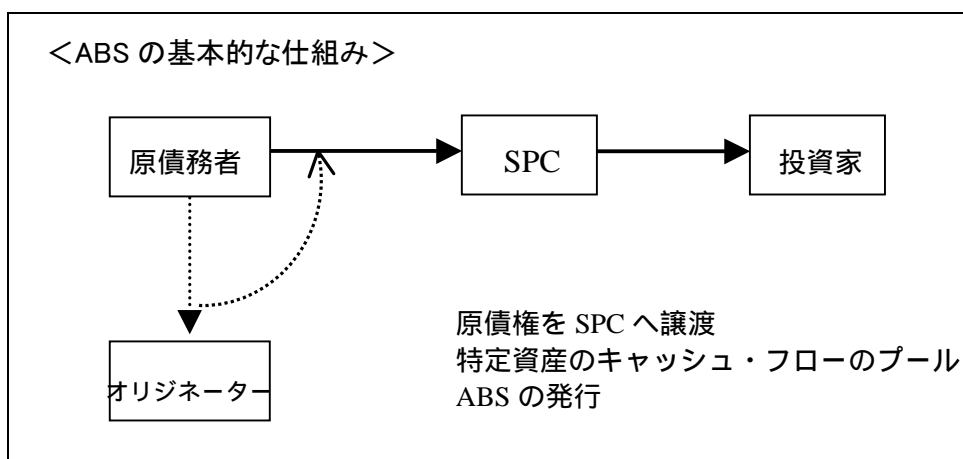 ＜ABS の基本的な仕組み＞
原債務者
SPC
投資家
オリジネーター
原債権を SPC へ譲渡
特定資産のキャッシュ・フローのプール
ABS の発行